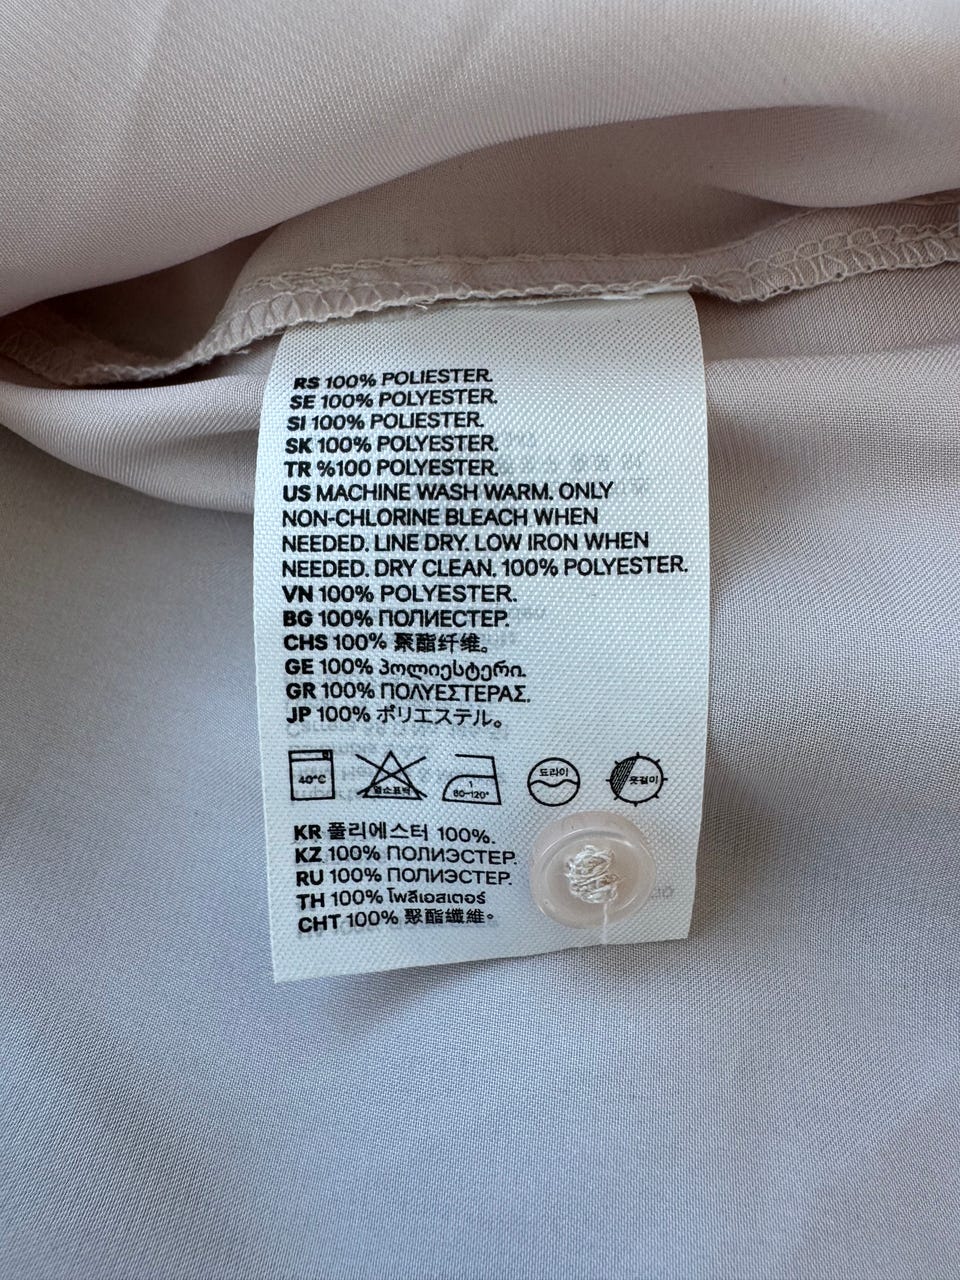 RS 100% POLIESTER.
SE 100% POLYESTER.
SI 100% POLIESTER.
SK 100% POLYESTER.
TR %100 POLYESTER.
US MACHINE WASH WARM. ONLY
NON-CHLORINE BLEACH WHEN
NEEDED. LINE DRY. LOW IRON WHEN
NEEDED. DRY CLEAN. 100% POLYESTER.
VN 100% POLYESTER.
BG 100% ПОЛИЕСТЕР.
CHS 100% 聚酯纤维。
GE 100% პოლიესტერი.
GR 100% ΠΟΛΥΕΣΤΕΡΑΣ.
JP 100% ポリエステル。
40°C 염소표백 1 80-120° 드라이 옷걸이
KR 폴리에스터 100%.
KZ 100% ПОЛИЭСТЕР.
RU 100% ПОЛИЭСТЕР.
TH 100% โพลีเอสเตอร์
CHT 100% 聚酯纖維。